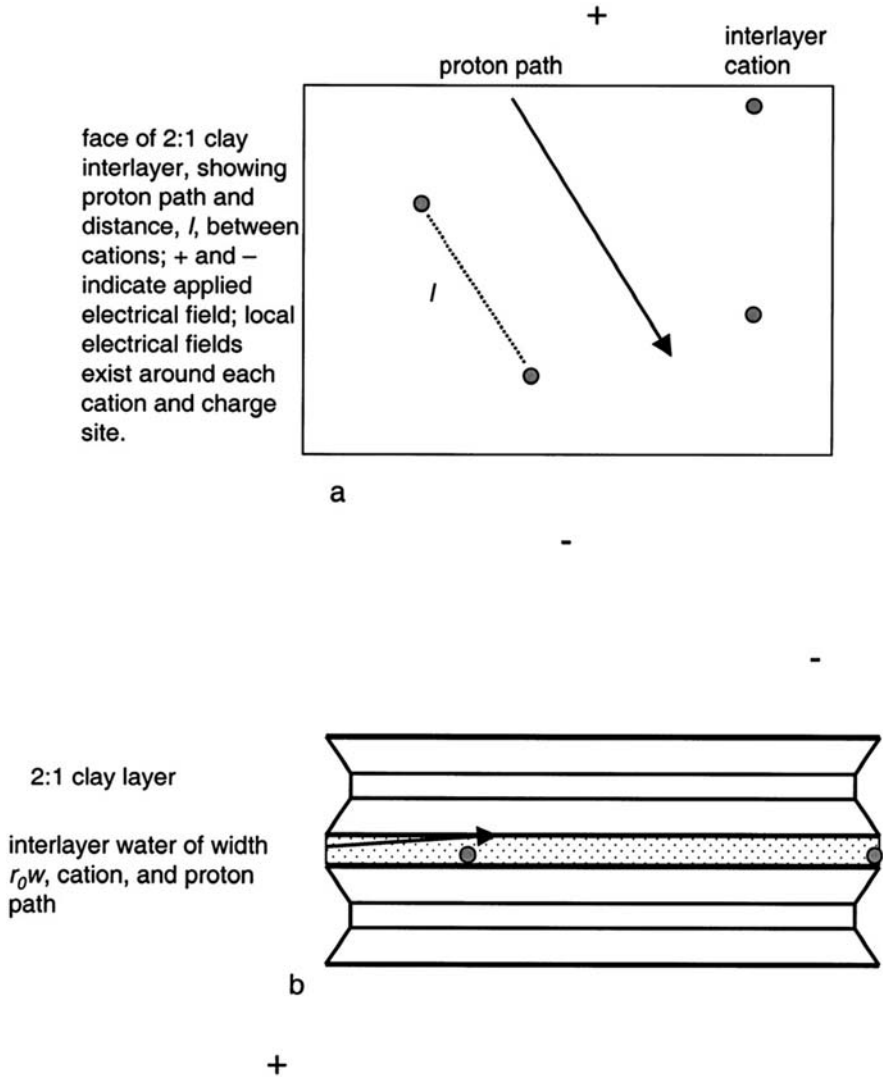 +
interlayer
cation
proton path
face of 2:1 clay
interlayer, showing
proton path and
distance, l, between
cations; + and –
indicate applied
electrical field; local
electrical fields
exist around each
cation and charge
site.
l
a
-
-
2:1 clay layer
interlayer water of width
r₀w, cation, and proton
path
b
+